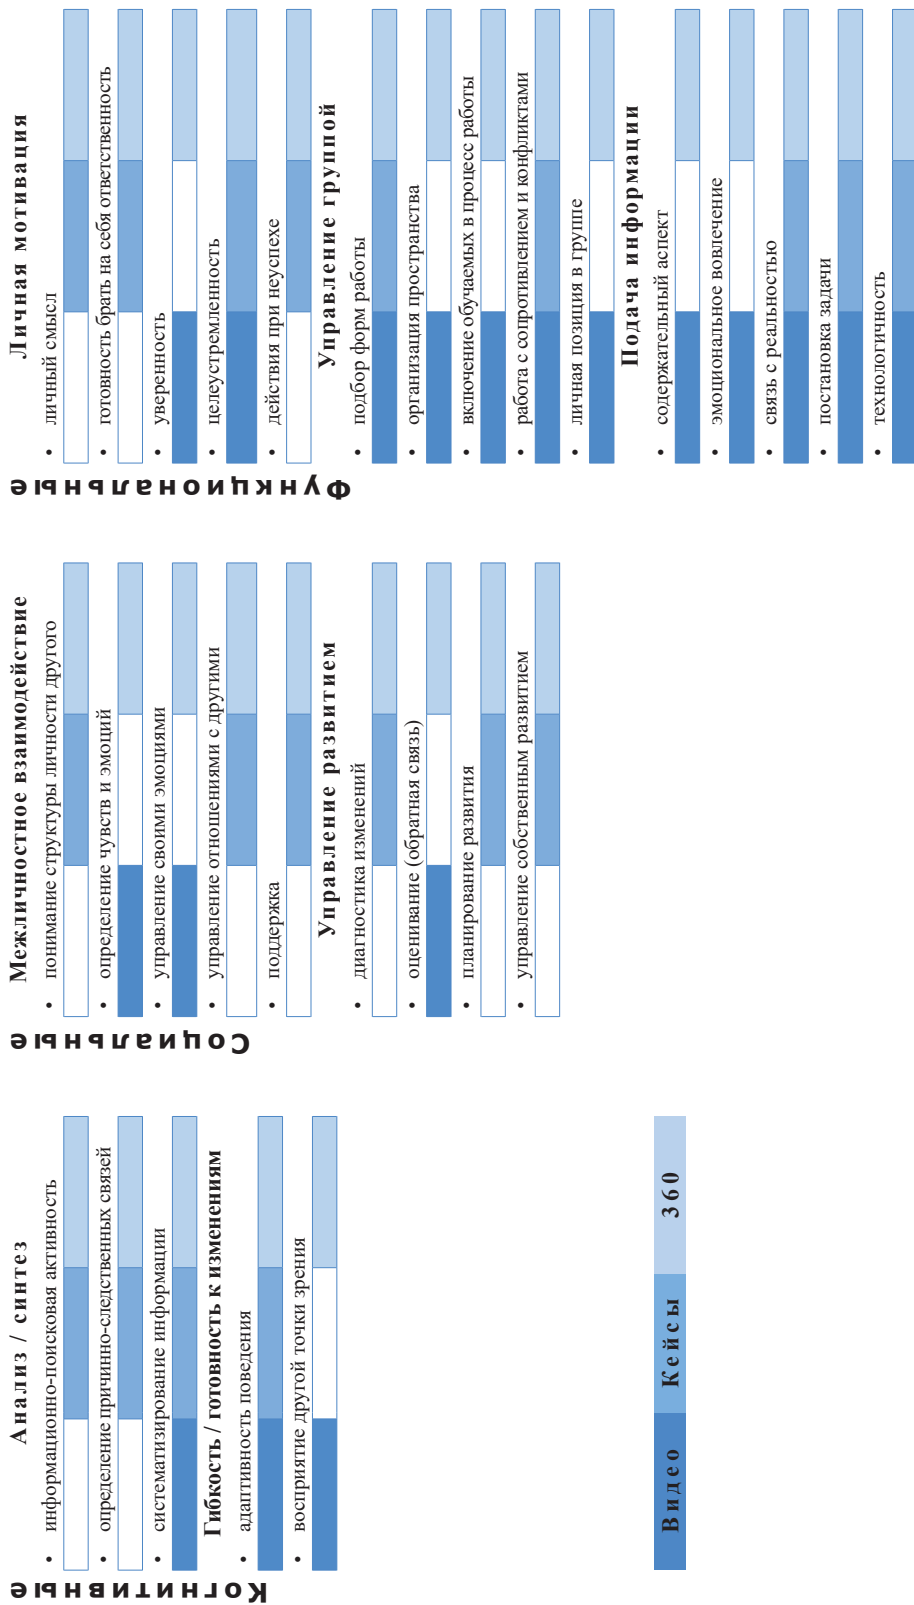 Когнитивные
Анализ / синтез
• информационно-поисковая активность
• определение причинно-следственных связей
• систематизирование информации
Гибкость / готовность к изменениям
• адаптивность поведения
• восприятие другой точки зрения
Социальные
Межличностное взаимодействие
• понимание структуры личности другого
• определение чувств и эмоций
• управление своими эмоциями
• управление отношениями с другими
• поддержка
Управление развитием
• диагностика изменений
• оценивание (обратная связь)
• планирование развития
• управление собственным развитием
Функциональные
Личная мотивация
• личный смысл
• готовность брать на себя ответственность
• уверенность
• целеустремленность
• действия при неуспехе
Управление группой
• подбор форм работы
• организация пространства
• включение обучаемых в процесс работы
• работа с сопротивлением и конфликтами
• личная позиция в группе
Подача информации
• содержательный аспект
• эмоциональное вовлечение
• связь с реальностью
• постановка задачи
• технологичность
Видео Кейсы 360